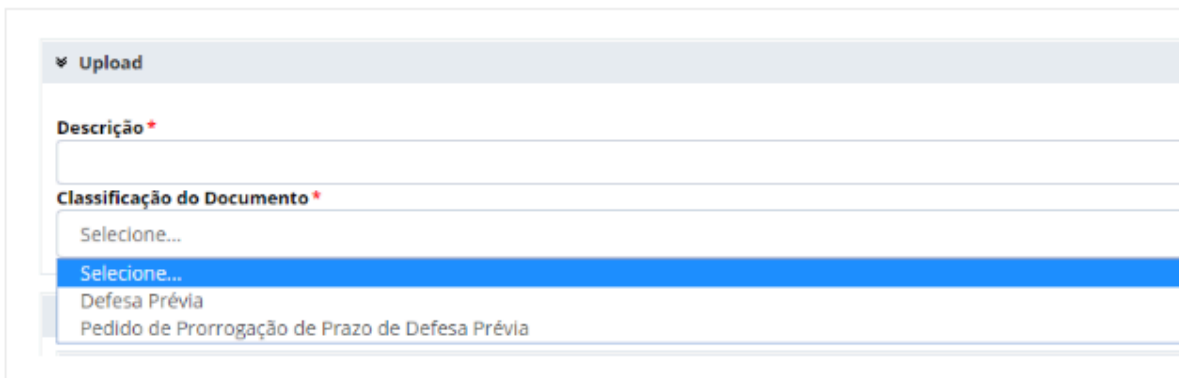 Upload
Descrição *
Classificação do Documento *
Selecione...
Selecione...
Defesa Prévia
Pedido de Prorrogação de Prazo de Defesa Prévia